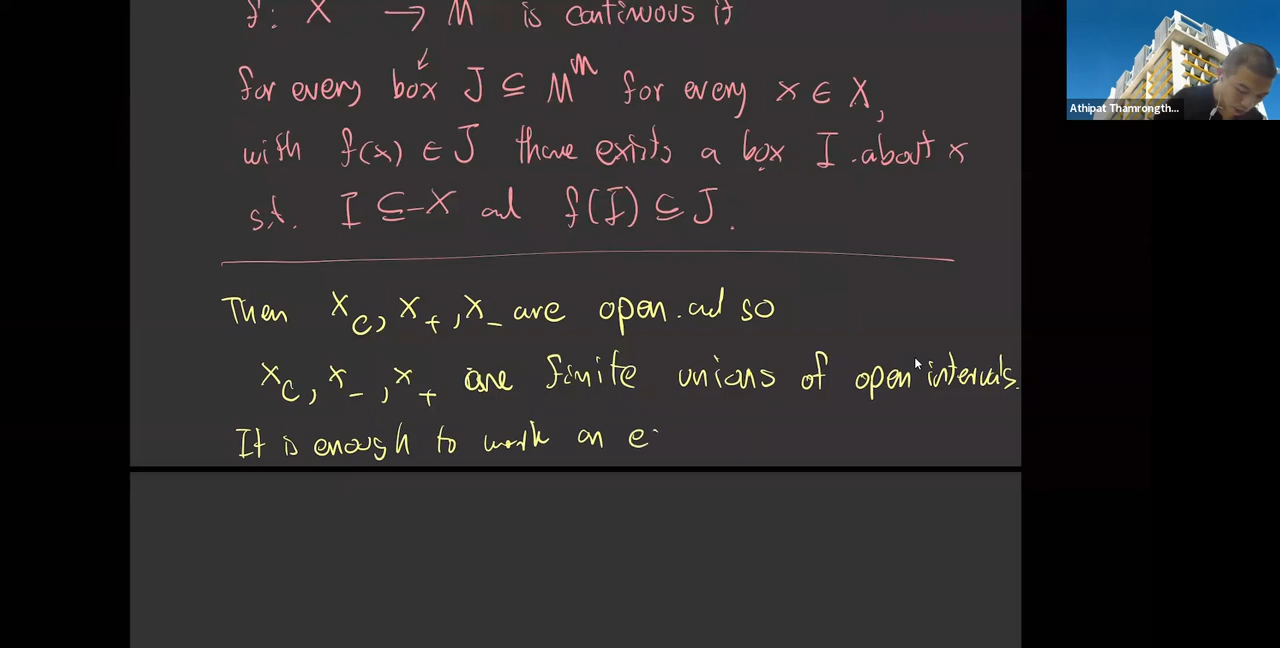 f: X → M is continuous if
for every box J ⊆ M^m for every x ∈ X,
with f(x) ∈ J there exists a box I about x
s.t. I ⊆ X and f(I) ⊆ J.
Then X_C, X_+, X_- are open and so
X_C, X_-, X_+ are finite unions of open intervals.
It is enough to work on e
Athipat Thamrongth...